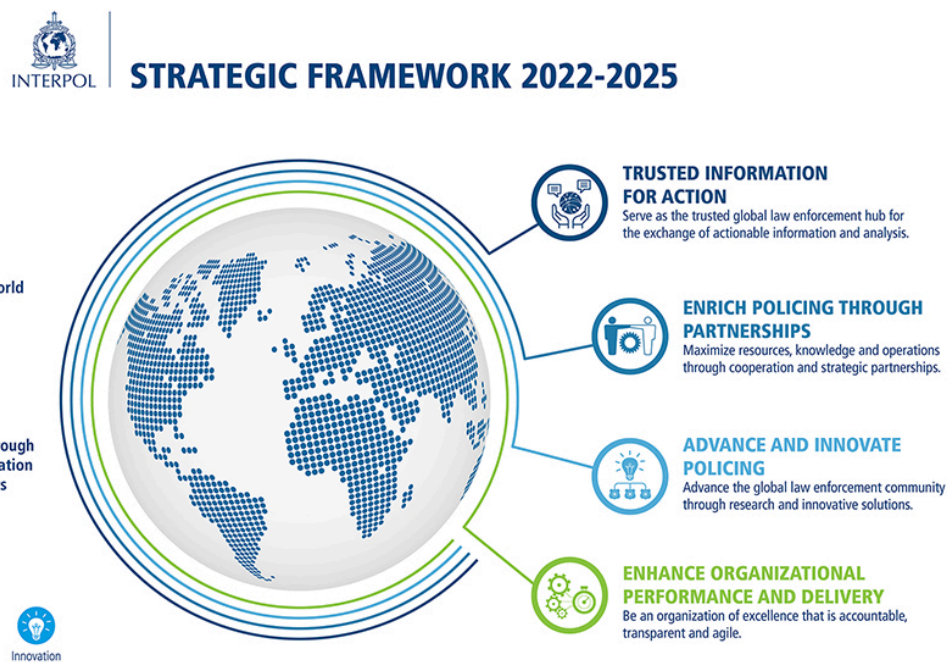 INTERPOL
STRATEGIC FRAMEWORK 2022-2025
TRUSTED INFORMATION
FOR ACTION
Serve as the trusted global law enforcement hub for
the exchange of actionable information and analysis.
ENRICH POLICING THROUGH
PARTNERSHIPS
Maximize resources, knowledge and operations
through cooperation and strategic partnerships.
ADVANCE AND INNOVATE
POLICING
Advance the global law enforcement community
through research and innovative solutions.
ENHANCE ORGANIZATIONAL
PERFORMANCE AND DELIVERY
Be an organization of excellence that is accountable,
transparent and agile.
Innovation